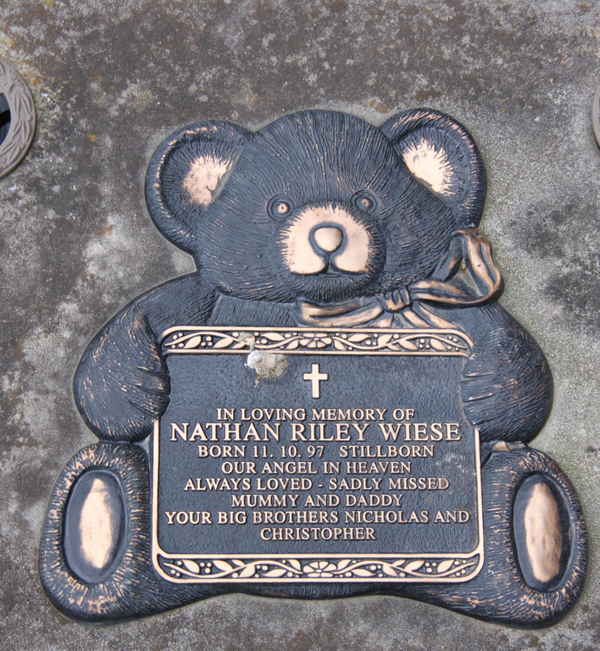 IN LOVING MEMORY OF
NATHAN RILEY WIESE
BORN 11. 10. 97 STILLBORN
OUR ANGEL IN HEAVEN
ALWAYS LOVED - SADLY MISSED
MUMMY AND DADDY
YOUR BIG BROTHERS NICHOLAS AND
CHRISTOPHER